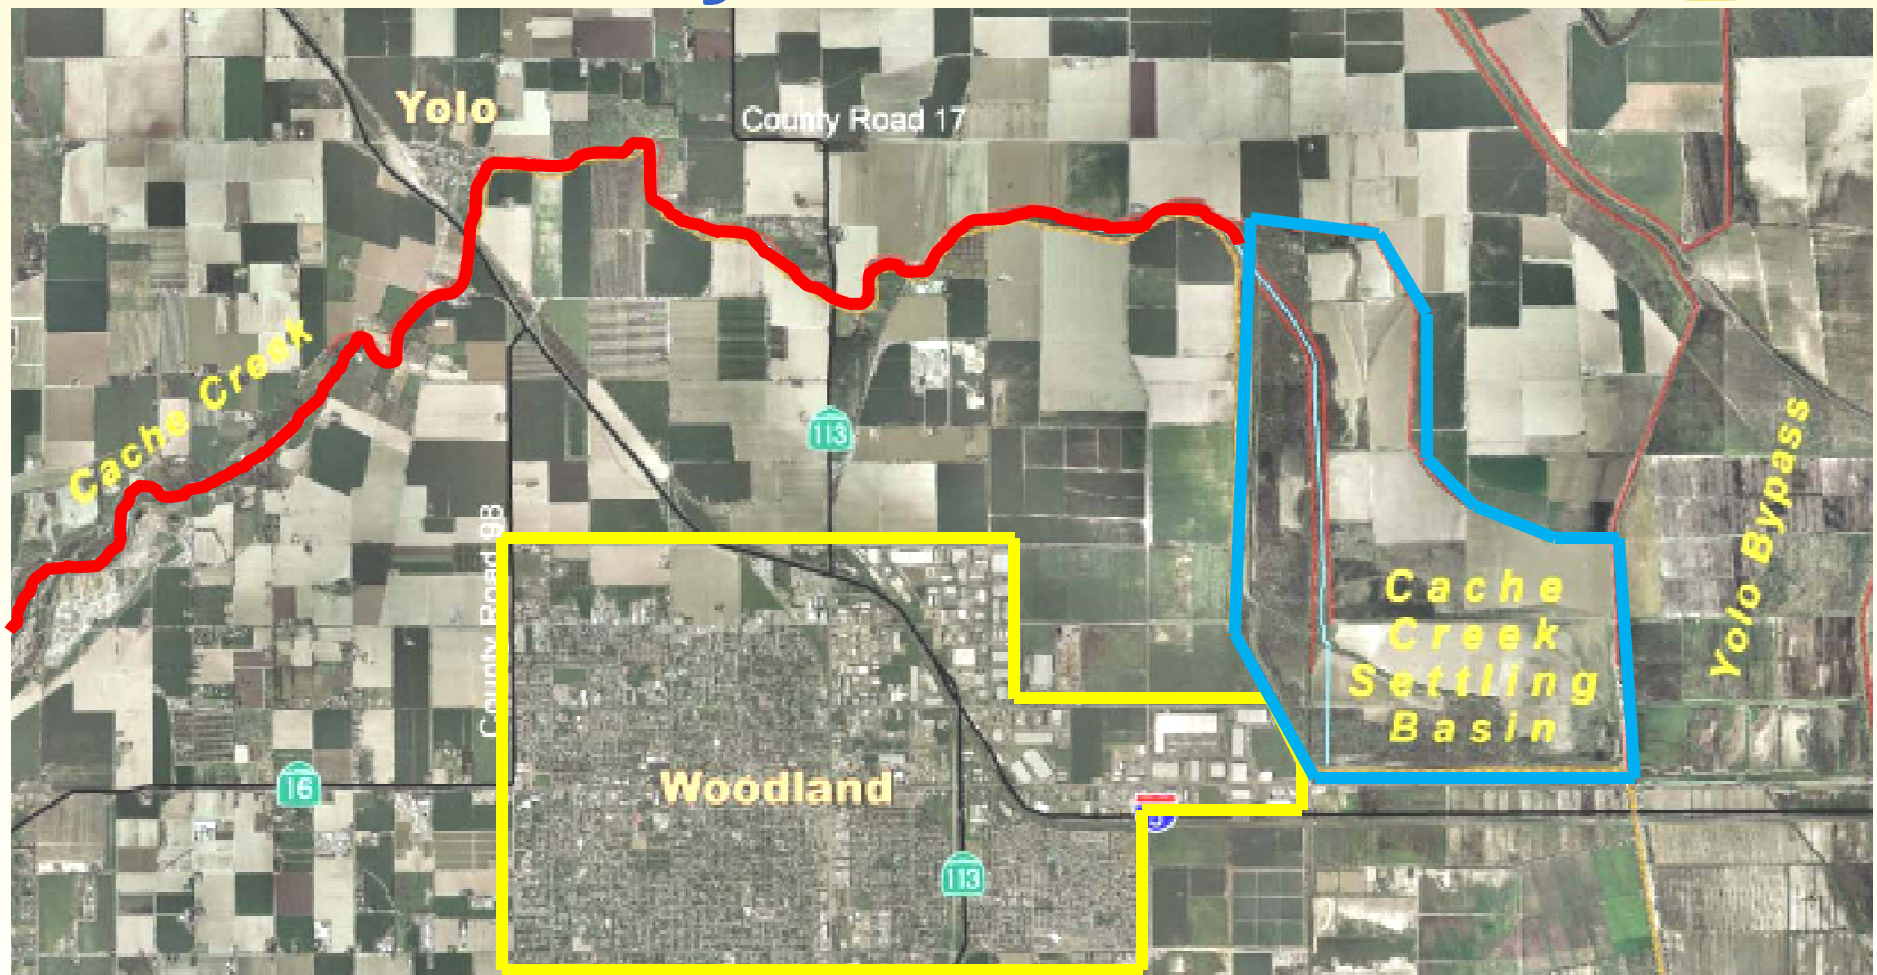 Yolo
County Road 17
Cache Creek
113
County Road 98
Yolo Bypass
Cache
Creek
Settling
Basin
16
Woodland
113